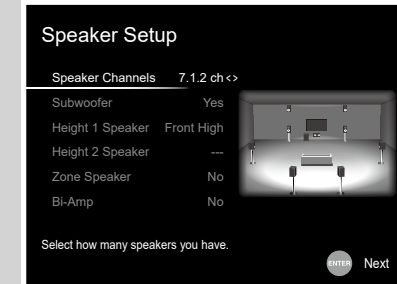 Speaker Setup
Speaker Channels 7.1.2 ch <>
Subwoofer Yes
Height 1 Speaker Front High
Height 2 Speaker ---
Zone Speaker No
Bi-Amp No
Select how many speakers you have.
ENTER Next